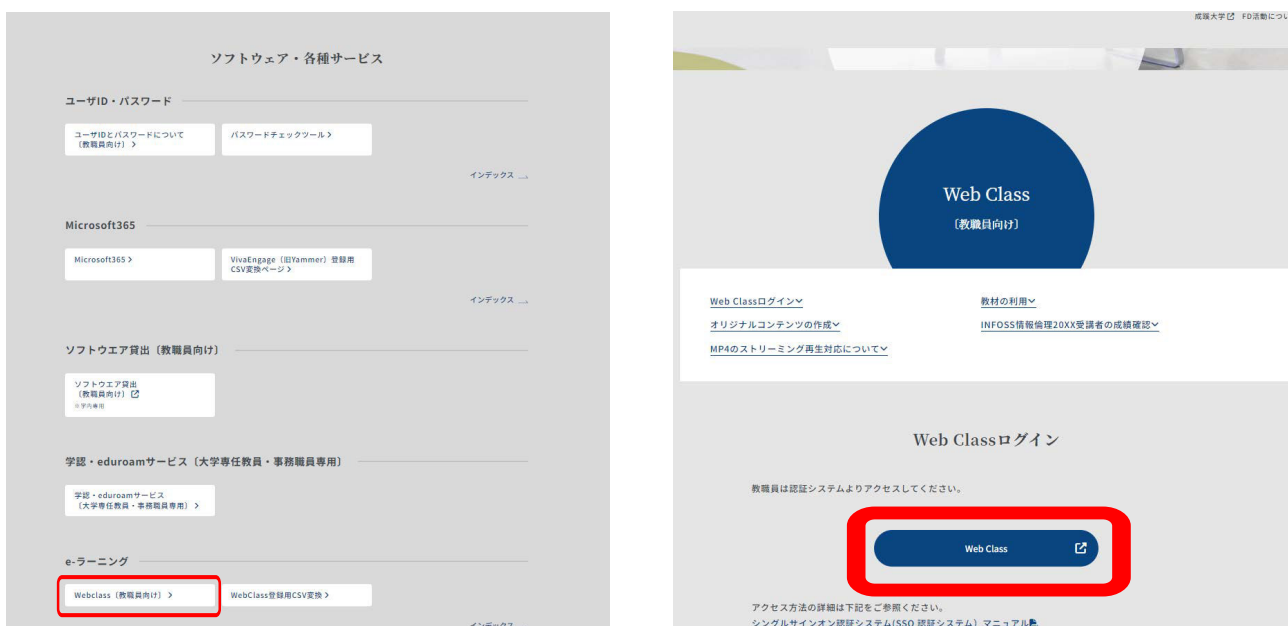 ソフトウェア・各種サービス
ユーザID・パスワード
ユーザIDとパスワードについて
〔教職員向け〕 >
パスワードチェックツール >
インデックス
Microsoft365
Microsoft365 >
VivaEngage（旧Yammer）登録用
CSV変換ページ >
インデックス
ソフトウエア貸出〔教職員向け〕
ソフトウエア貸出
〔教職員向け〕
※学内専用
学認・eduroamサービス〔大学専任教員・事務職員専用〕
学認・eduroamサービス
〔大学専任教員・事務職員専用〕 >
e-ラーニング
Webclass〔教職員向け〕 >
WebClass登録用CSV変換 >
インデックス
成蹊大学 FD活動につい
Web Class
〔教職員向け〕
Web Classログイン
教材の利用
オリジナルコンテンツの作成
INFOSS情報倫理20XX受講者の成績確認
MP4のストリーミング再生対応について
Web Classログイン
教職員は認証システムよりアクセスしてください。
Web Class
アクセス方法の詳細は下記をご参照ください。
シングルサインオン認証システム(SSO 認証システム) マニュアル